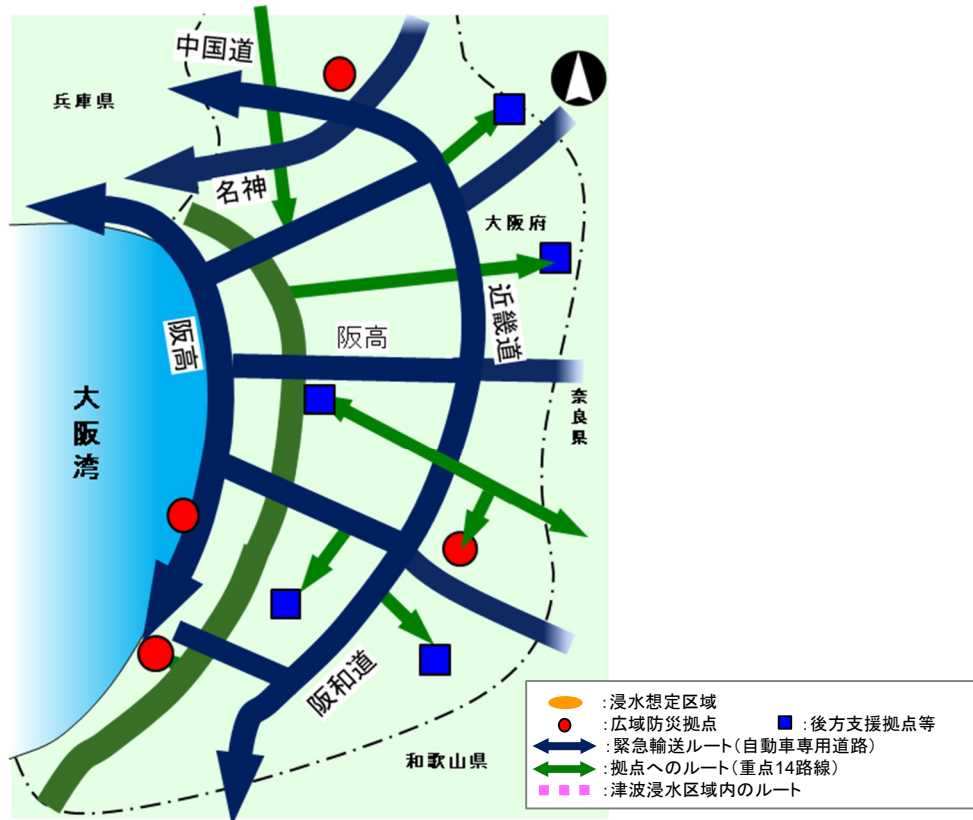 中国道
兵庫県
名神
大阪府
近畿道
阪高
阪高
大阪湾
奈良県
阪和道
和歌山県
:浸水想定区域
:広域防災拠点
:後方支援拠点等
:緊急輸送ルート(自動車専用道路)
:拠点へのルート(重点14路線)
:津波浸水区域内のルート